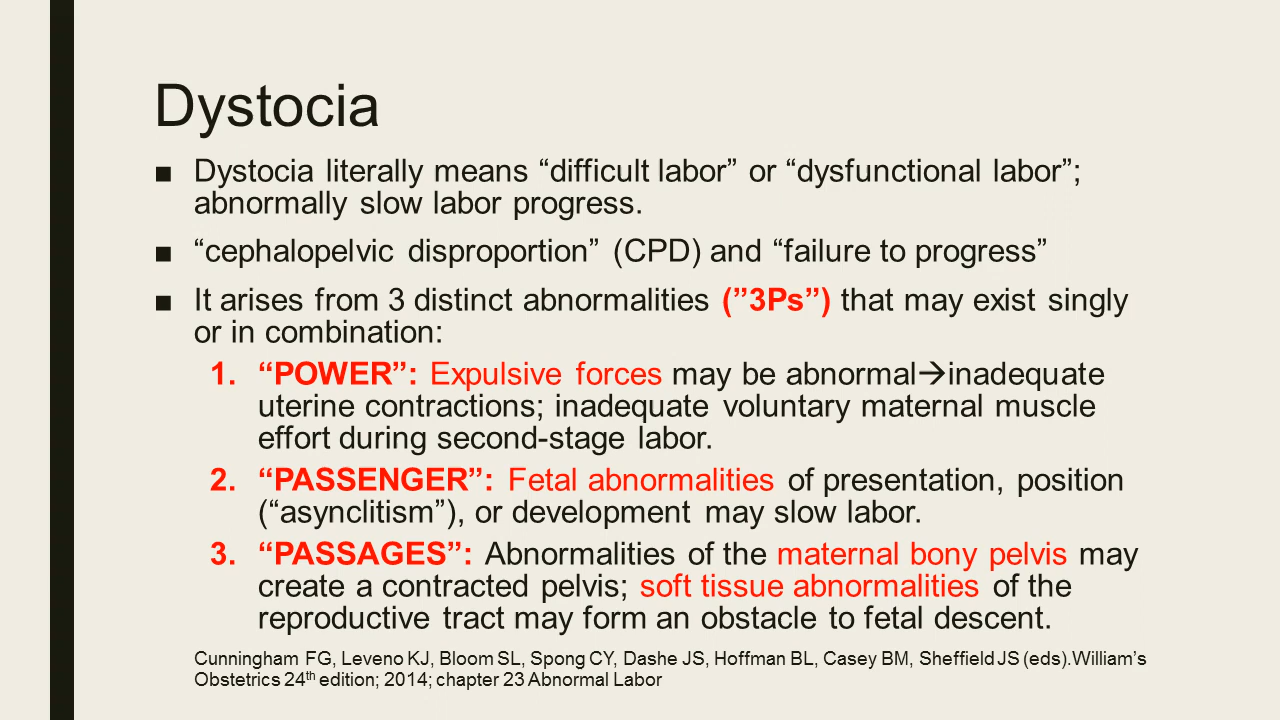 Dystocia
■ Dystocia literally means “difficult labor” or “dysfunctional labor”;
abnormally slow labor progress.
■ “cephalopelvic disproportion” (CPD) and “failure to progress”
■ It arises from 3 distinct abnormalities (”3Ps”) that may exist singly
or in combination:
1. “POWER”: Expulsive forces may be abnormal→inadequate
uterine contractions; inadequate voluntary maternal muscle
effort during second-stage labor.
2. “PASSENGER”: Fetal abnormalities of presentation, position
(“asynclitism”), or development may slow labor.
3. “PASSAGES”: Abnormalities of the maternal bony pelvis may
create a contracted pelvis; soft tissue abnormalities of the
reproductive tract may form an obstacle to fetal descent.
Cunningham FG, Leveno KJ, Bloom SL, Spong CY, Dashe JS, Hoffman BL, Casey BM, Sheffield JS (eds).William’s
Obstetrics 24th edition; 2014; chapter 23 Abnormal Labor